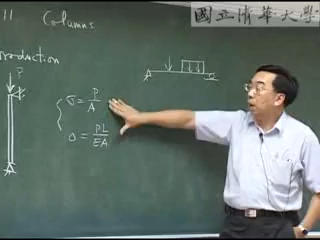 11 Columns
roduction
國立清華大學
P
σ = P/A
δ = PL/EA